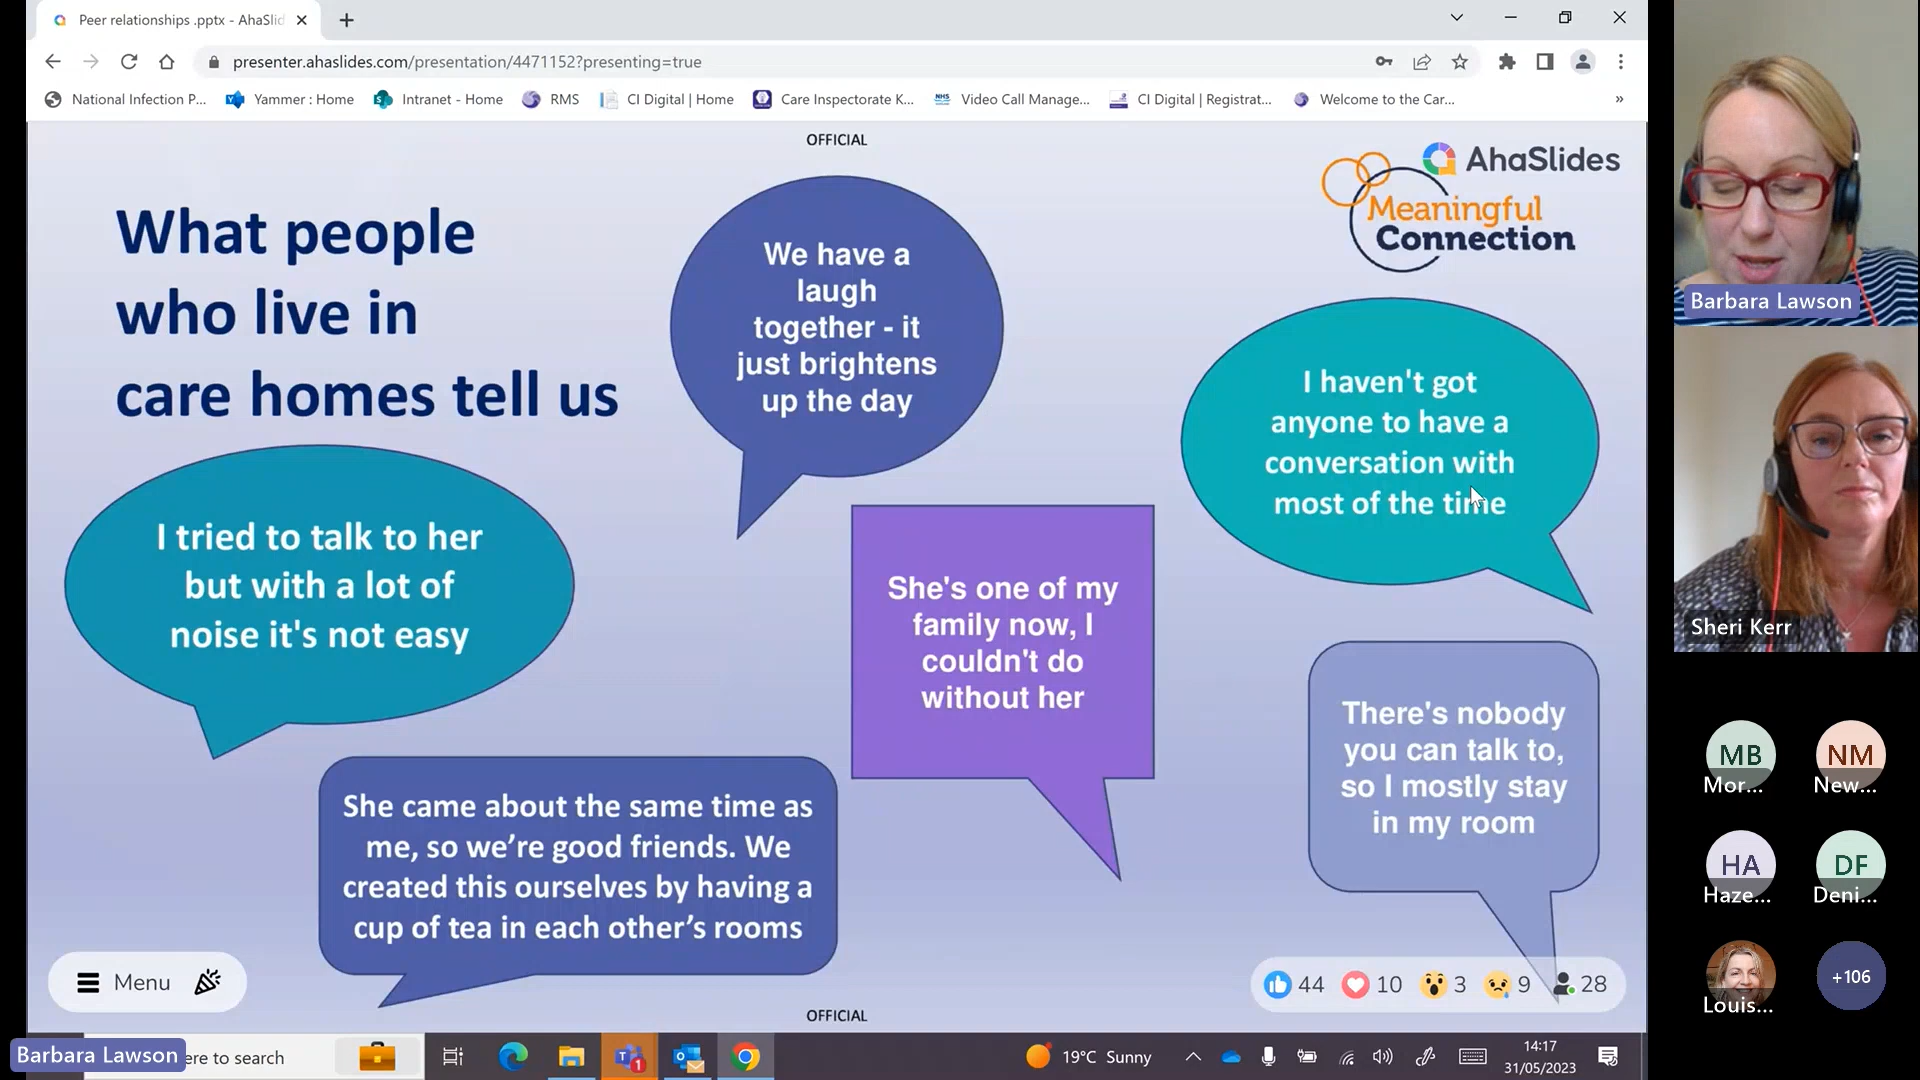 Peer relationships .pptx - AhaSlid
presenter.ahaslides.com/presentation/4471152?presenting=true
National Infection P...
Yammer : Home
Intranet - Home
RMS
CI Digital | Home
Care Inspectorate K...
NHS
Video Call Manage...
CI Digital | Registrat...
Welcome to the Car...
»
OFFICIAL
AhaSlides
Meaningful
Connection
What people
who live in
care homes tell us
We have a
laugh
together - it
just brightens
up the day
I haven't got
anyone to have a
conversation with
most of the time
I tried to talk to her
but with a lot of
noise it's not easy
She's one of my
family now, I
couldn't do
without her
There's nobody
you can talk to,
so I mostly stay
in my room
She came about the same time as
me, so we’re good friends. We
created this ourselves by having a
cup of tea in each other’s rooms
Menu
44
10
3
9
28
OFFICIAL
Barbara Lawson
ere to search
1
19°C Sunny
14:17
31/05/2023
Barbara Lawson
Sheri Kerr
MB
Mor...
NM
New...
HA
Haze...
DF
Deni...
Louis...
+106